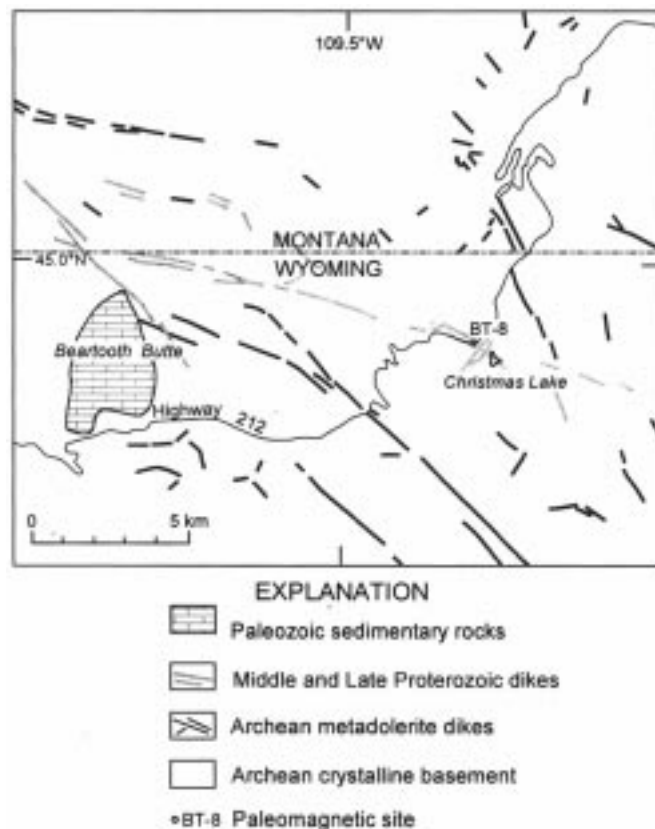 109.5°W
MONTANA
45.0°N
WYOMING
BT-8
Beartooth Butte
Christmas Lake
Highway 212
0 5 km
EXPLANATION
Paleozoic sedimentary rocks
Middle and Late Proterozoic dikes
Archean metadolerite dikes
Archean crystalline basement
BT-8 Paleomagnetic site